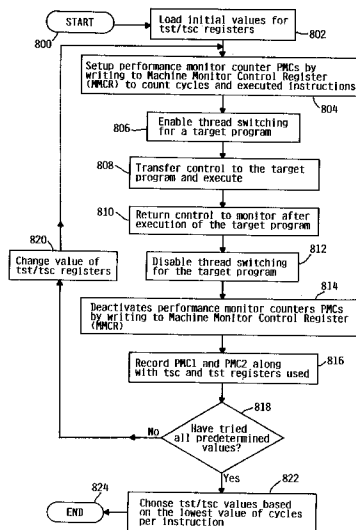 START
800
Load initial values for
tst/tsc registers
802
Setup performance monitor counter PMCs by
writing to Machine Monitor Control Register
(MMCR) to count cycles and executed instructions
804
806
Enable thread switching
for a target program
808
Transfer control to the target
program and execute
810
Return control to monitor after
execution of the target program
812
Disable thread switching
for the target program
814
Deactivates performance monitor counters PMCs
by writing to Machine Monitor Control Register
(MMCR)
816
Record PMC1 and PMC2 along
with tsc and tst registers used
818
Have tried
all predetermined
values?
No
Yes
820
Change value of
tst/tsc registers
822
Choose tst/tsc values based
on the lowest value of cycles
per instruction
824
END